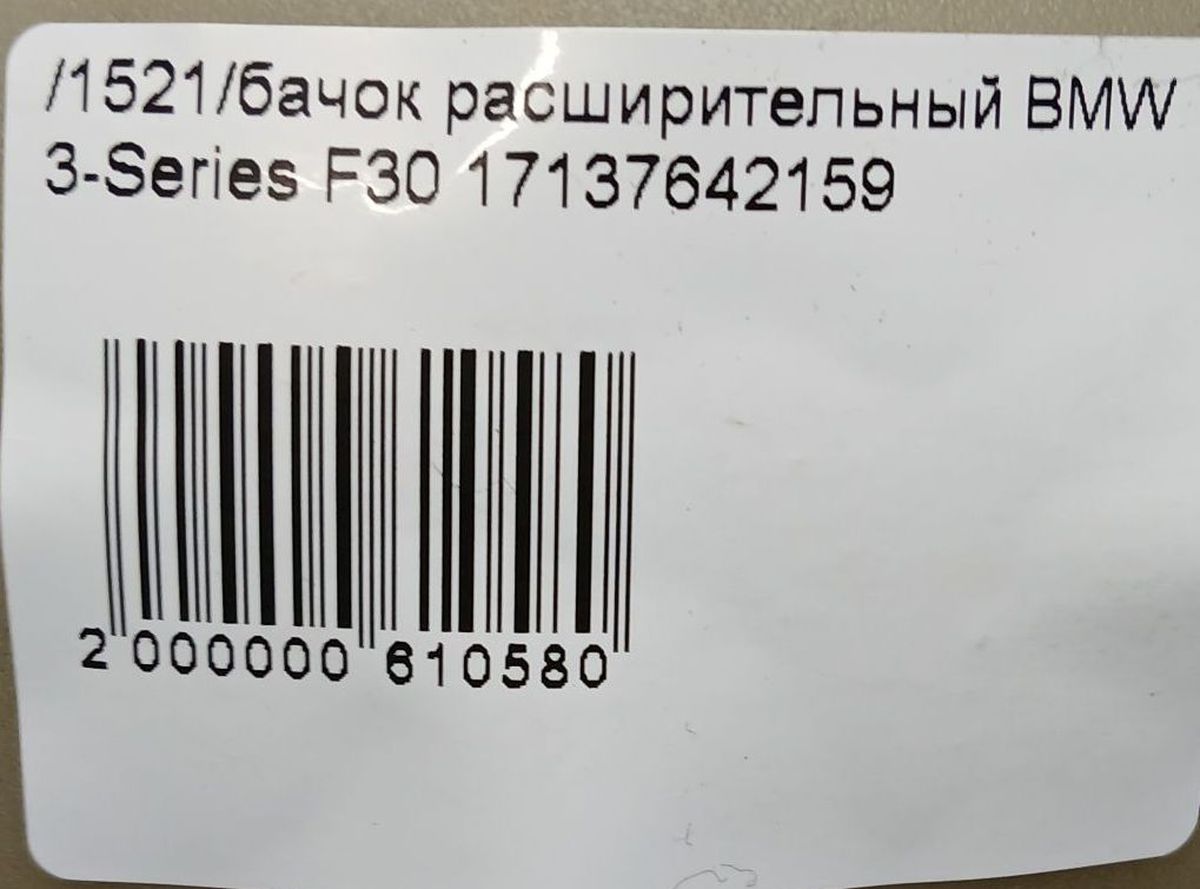 /1521/бачок расширительный BMW
3-Series F30 17137642159
2 000000 610580